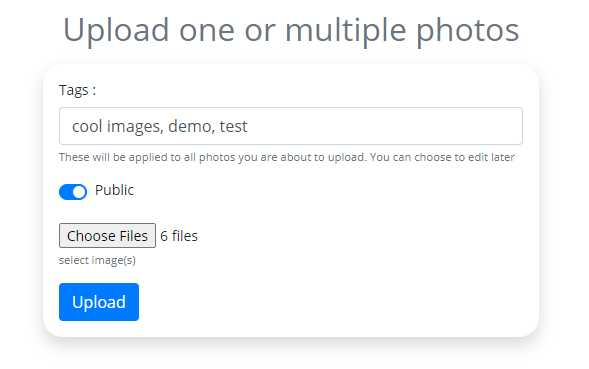 Upload one or multiple photos
Tags :
cool images, demo, test
These will be applied to all photos you are about to upload. You can choose to edit later
Public
Choose Files 6 files
select image(s)
Upload